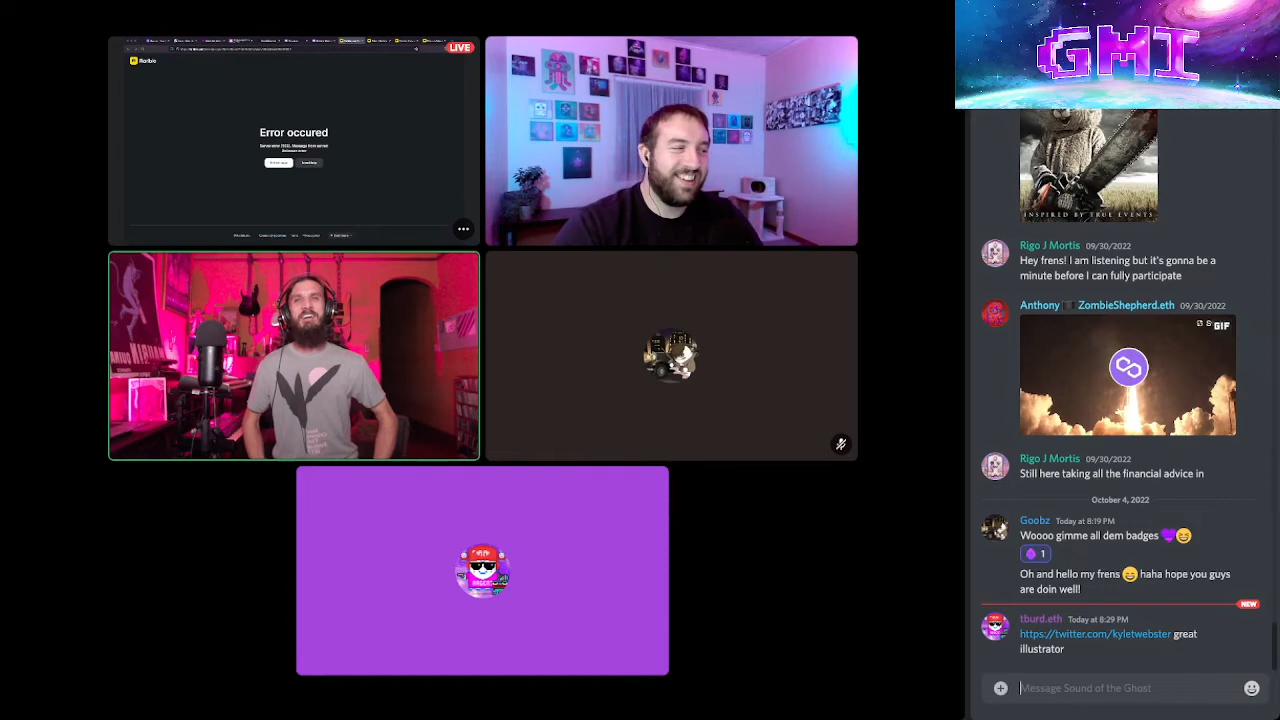 LIVE
Rarible
Error occured
GMI
INSPIRED BY TRUE EVENTS
Rigo J Mortis 09/30/2022
Hey frens! I am listening but it's gonna be a
minute before I can fully participate
Anthony ZombieShepherd.eth 09/30/2022
GIF
Rigo J Mortis 09/30/2022
Still here taking all the financial advice in
October 4, 2022
Goobz Today at 8:19 PM
Woooo gimme all dem badges 💜😄
1
Oh and hello my frens 😄 haha hope you guys
are doin well!
NEW
tburd.eth Today at 8:29 PM
https://twitter.com/kyletwebster great
illustrator
Message Sound of the Ghost